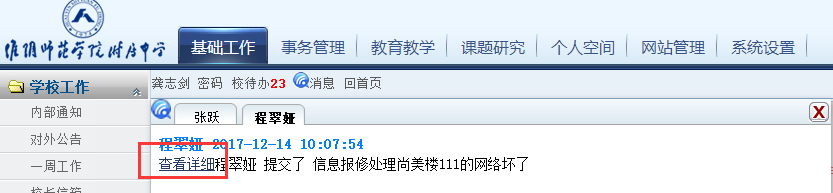 淮阴师范学院附属中学
基础工作 事务管理 教育教学 课题研究 个人空间 网站管理 系统设置
学校工作
龚志剑 密码 校待办23 消息 回首页
内部通知
张跃 程翠娅 X
对外公告
程翠娅 2017-12-14 10:07:54
一周工作
查看详细程翠娅 提交了 信息报修处理尚美楼111的网络坏了
校长信箱